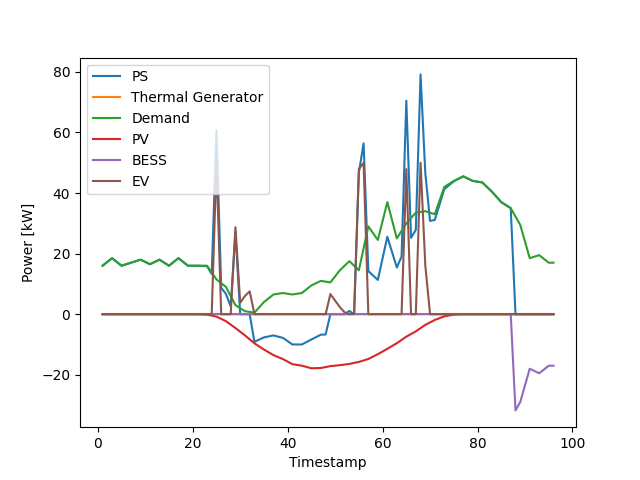 PS
Thermal Generator
Demand
PV
BESS
EV
Power [kW]
80
60
40
20
0
−20
0
20
40
60
80
100
Timestamp